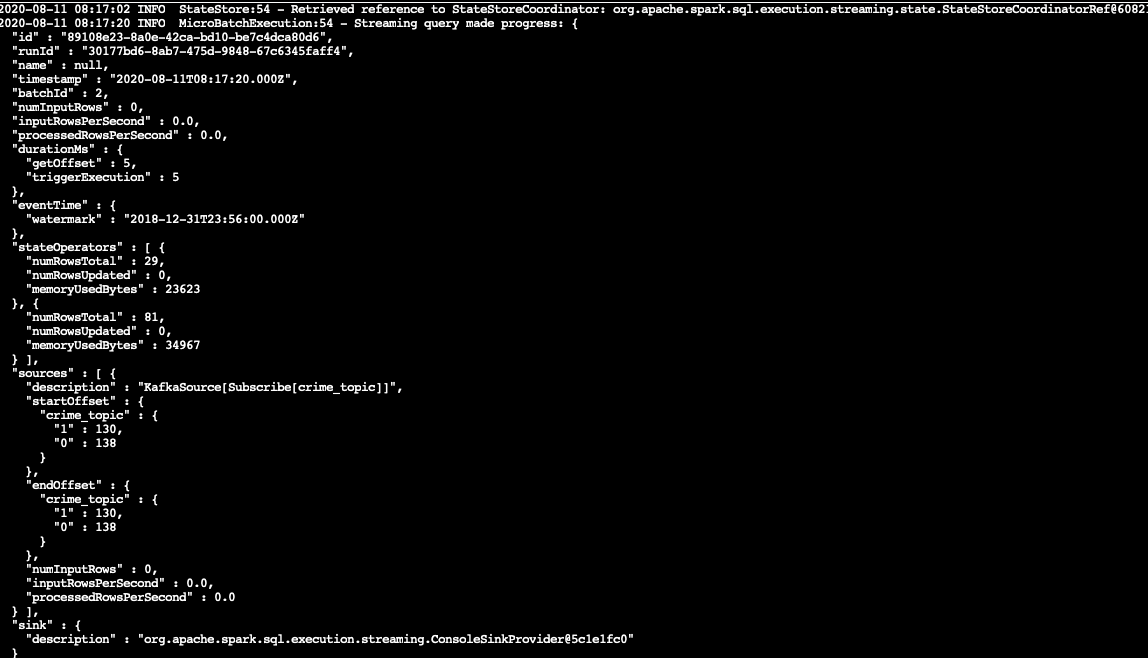 2020-08-11 08:17:02 INFO  StateStore:54 - Retrieved reference to StateStoreCoordinator: org.apache.spark.sql.execution.streaming.state.StateStoreCoordinatorRef@6082
2020-08-11 08:17:20 INFO  MicroBatchExecution:54 - Streaming query made progress: {
  "id" : "89108e23-8a0e-42ca-bd10-be7c4dca80d6",
  "runId" : "30177bd6-8ab7-475d-9848-67c6345faff4",
  "name" : null,
  "timestamp" : "2020-08-11T08:17:20.000Z",
  "batchId" : 2,
  "numInputRows" : 0,
  "inputRowsPerSecond" : 0.0,
  "processedRowsPerSecond" : 0.0,
  "durationMs" : {
    "getOffset" : 5,
    "triggerExecution" : 5
  },
  "eventTime" : {
    "watermark" : "2018-12-31T23:56:00.000Z"
  },
  "stateOperators" : [ {
    "numRowsTotal" : 29,
    "numRowsUpdated" : 0,
    "memoryUsedBytes" : 23623
  }, {
    "numRowsTotal" : 81,
    "numRowsUpdated" : 0,
    "memoryUsedBytes" : 34967
  } ],
  "sources" : [ {
    "description" : "KafkaSource[Subscribe[crime_topic]]",
    "startOffset" : {
      "crime_topic" : {
        "1" : 130,
        "0" : 138
      }
    },
    "endOffset" : {
      "crime_topic" : {
        "1" : 130,
        "0" : 138
      }
    },
    "numInputRows" : 0,
    "inputRowsPerSecond" : 0.0,
    "processedRowsPerSecond" : 0.0
  } ],
  "sink" : {
    "description" : "org.apache.spark.sql.execution.streaming.ConsoleSinkProvider@5c1e1fc0"
  }